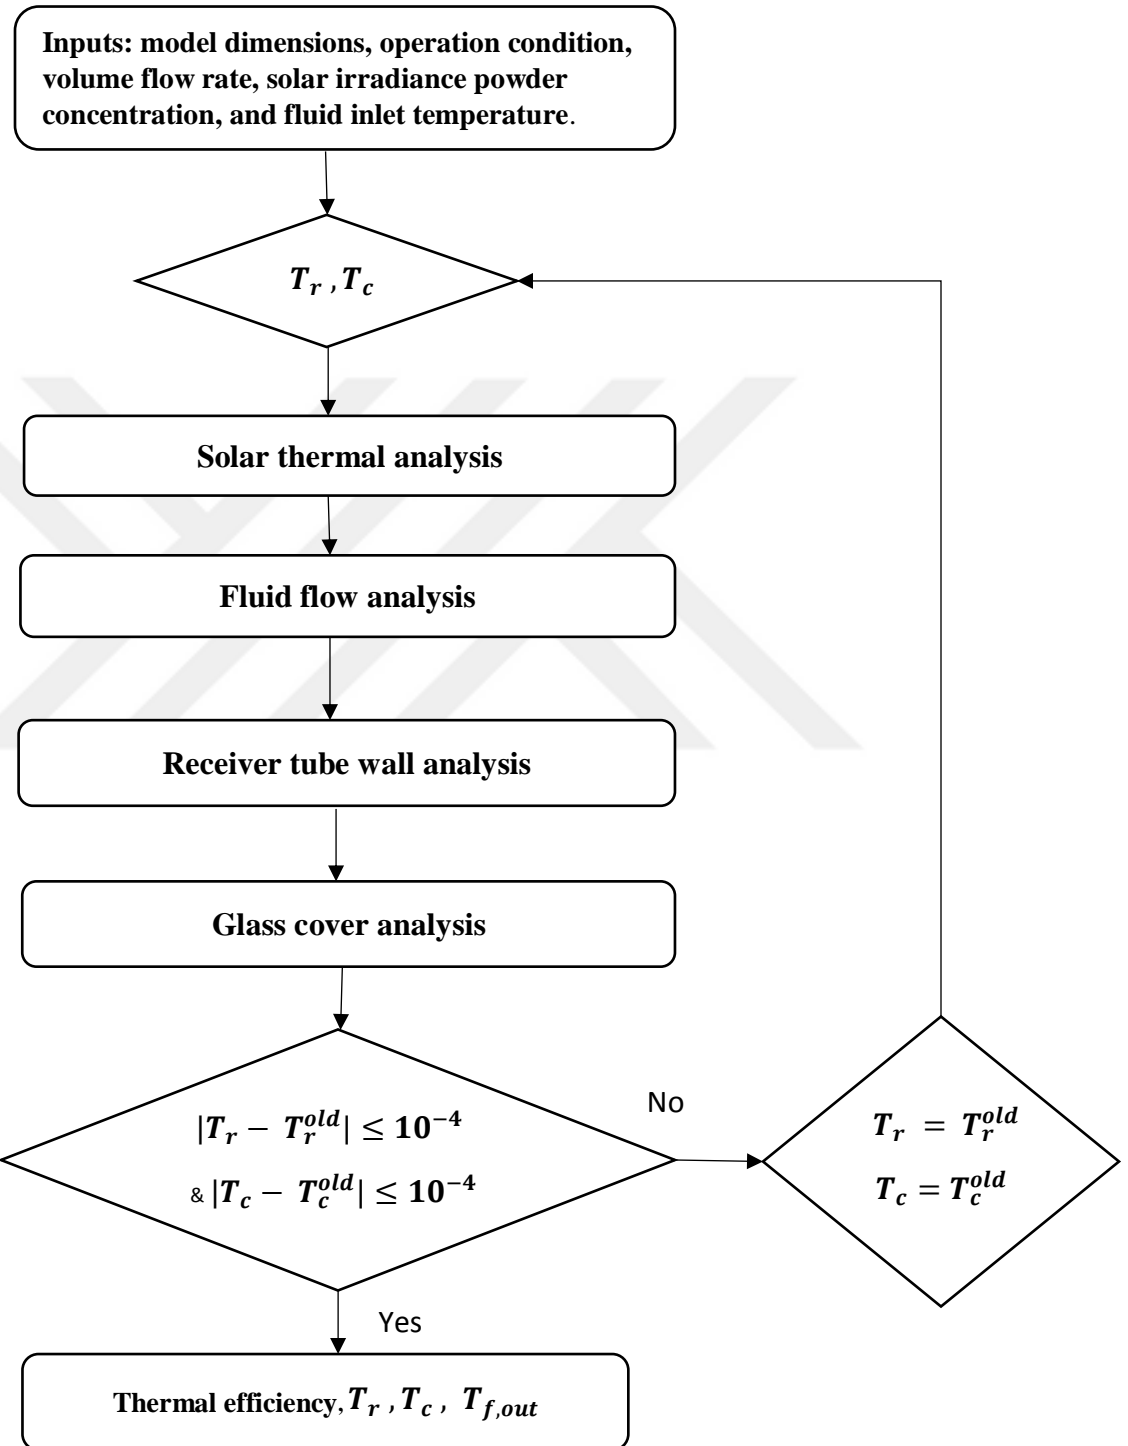 Inputs: model dimensions, operation condition,
volume flow rate, solar irradiance powder
concentration, and fluid inlet temperature.
T_r , T_c
Solar thermal analysis
Fluid flow analysis
Receiver tube wall analysis
Glass cover analysis
|T_r − T_r^{old}| ≤ 10^{−4}
& |T_c − T_c^{old}| ≤ 10^{−4}
No
T_r = T_r^{old}
T_c = T_c^{old}
Yes
Thermal efficiency, T_r , T_c , T_{f,out}